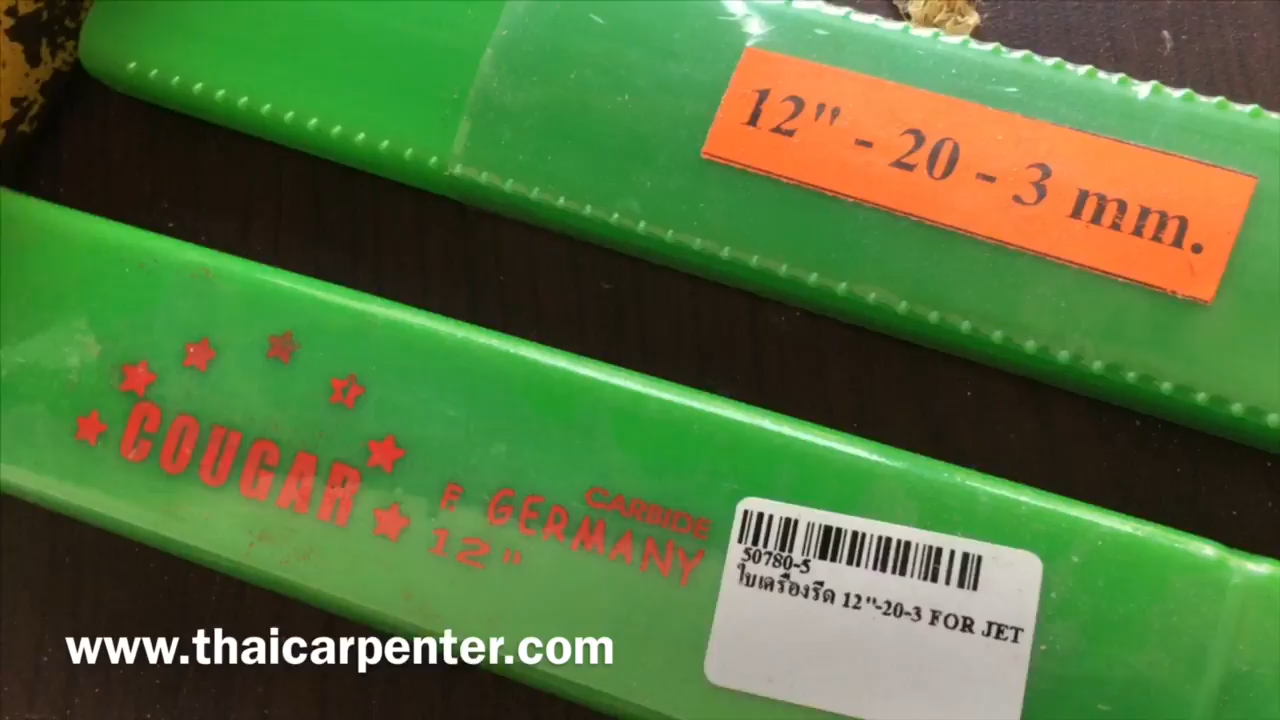 12" - 20 - 3 mm.
COUGAR
E GERMANY
CARBIDE
12"
50780-5
ใบเครื่องรีด 12"-20-3 FOR JET
www.thaicarpenter.com